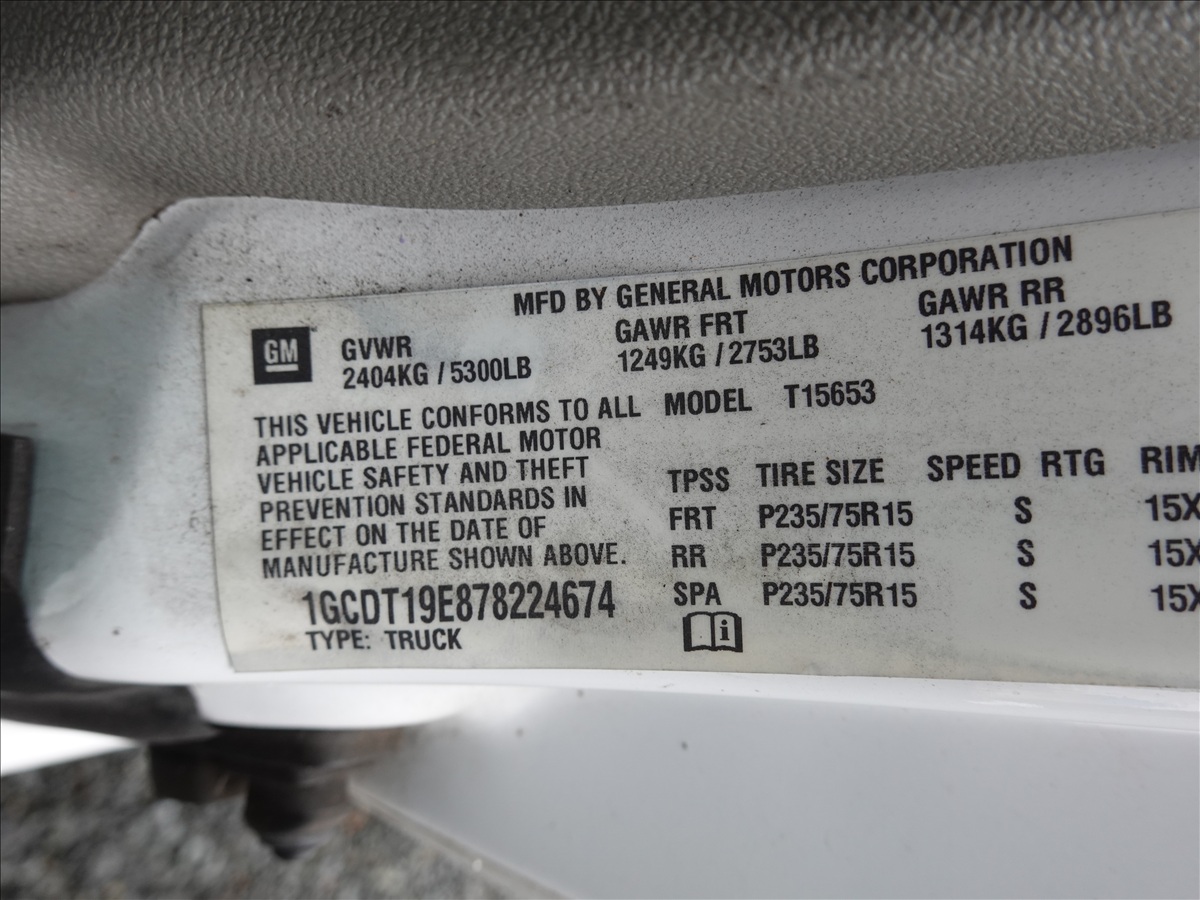 MFD BY GENERAL MOTORS CORPORATION
GM™
GVWR
2404KG / 5300LB
GAWR FRT
1249KG / 2753LB
GAWR RR
1314KG / 2896LB
THIS VEHICLE CONFORMS TO ALL
APPLICABLE FEDERAL MOTOR
VEHICLE SAFETY AND THEFT
PREVENTION STANDARDS IN
EFFECT ON THE DATE OF
MANUFACTURE SHOWN ABOVE.
1GCDT19E878224674
TYPE: TRUCK
MODEL T15653
TPSS TIRE SIZE SPEED RTG RIM
FRT P235/75R15 S 15X
RR P235/75R15 S 15X
SPA P235/75R15 S 15X
i